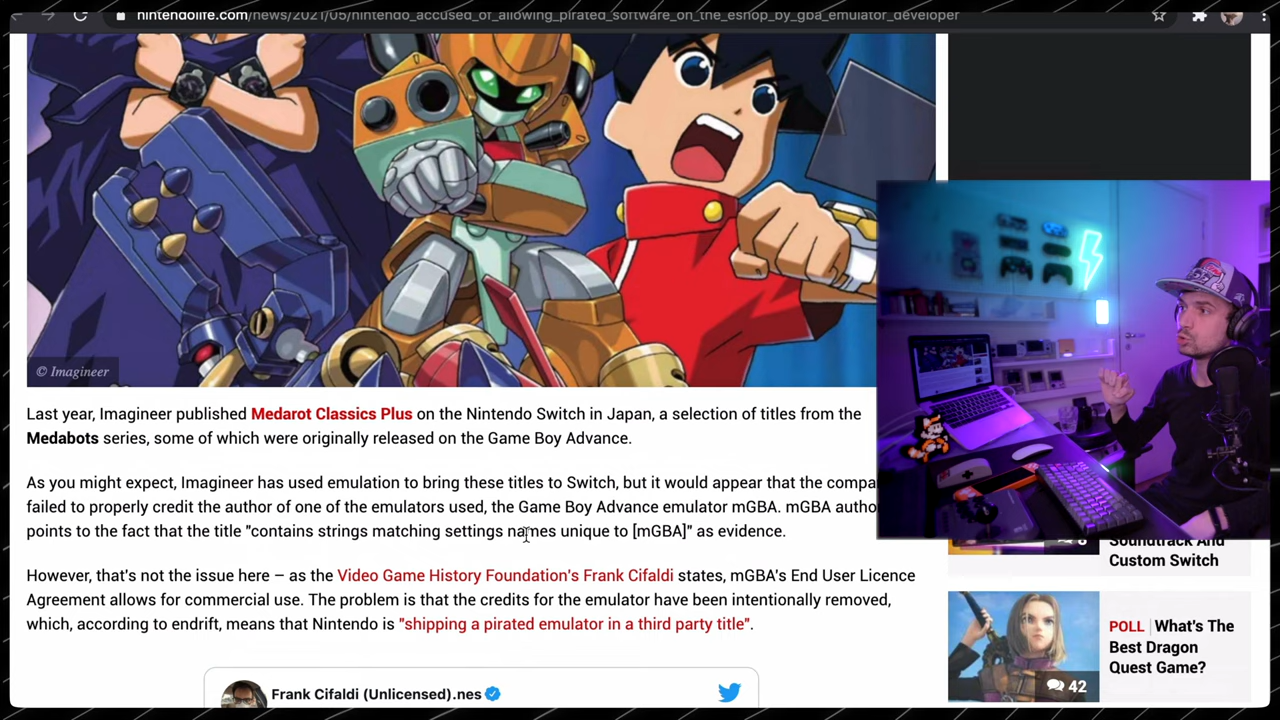 nintendolife.com/news/2021/05/nintendo_accused_of_allowing_pirated_software_on_the_eshop_by_gba_emulator_developer
© Imagineer
Last year, Imagineer published Medarot Classics Plus on the Nintendo Switch in Japan, a selection of titles from the
Medabots series, some of which were originally released on the Game Boy Advance.
As you might expect, Imagineer has used emulation to bring these titles to Switch, but it would appear that the compa
failed to properly credit the author of one of the emulators used, the Game Boy Advance emulator mGBA. mGBA autho
points to the fact that the title "contains strings matching settings names unique to [mGBA]" as evidence.
However, that's not the issue here – as the Video Game History Foundation's Frank Cifaldi states, mGBA's End User Licence
Agreement allows for commercial use. The problem is that the credits for the emulator have been intentionally removed,
which, according to endrift, means that Nintendo is "shipping a pirated emulator in a third party title".
Frank Cifaldi (Unlicensed).nes
Soundtrack And
Custom Switch
POLL What's The
Best Dragon
Quest Game?
42